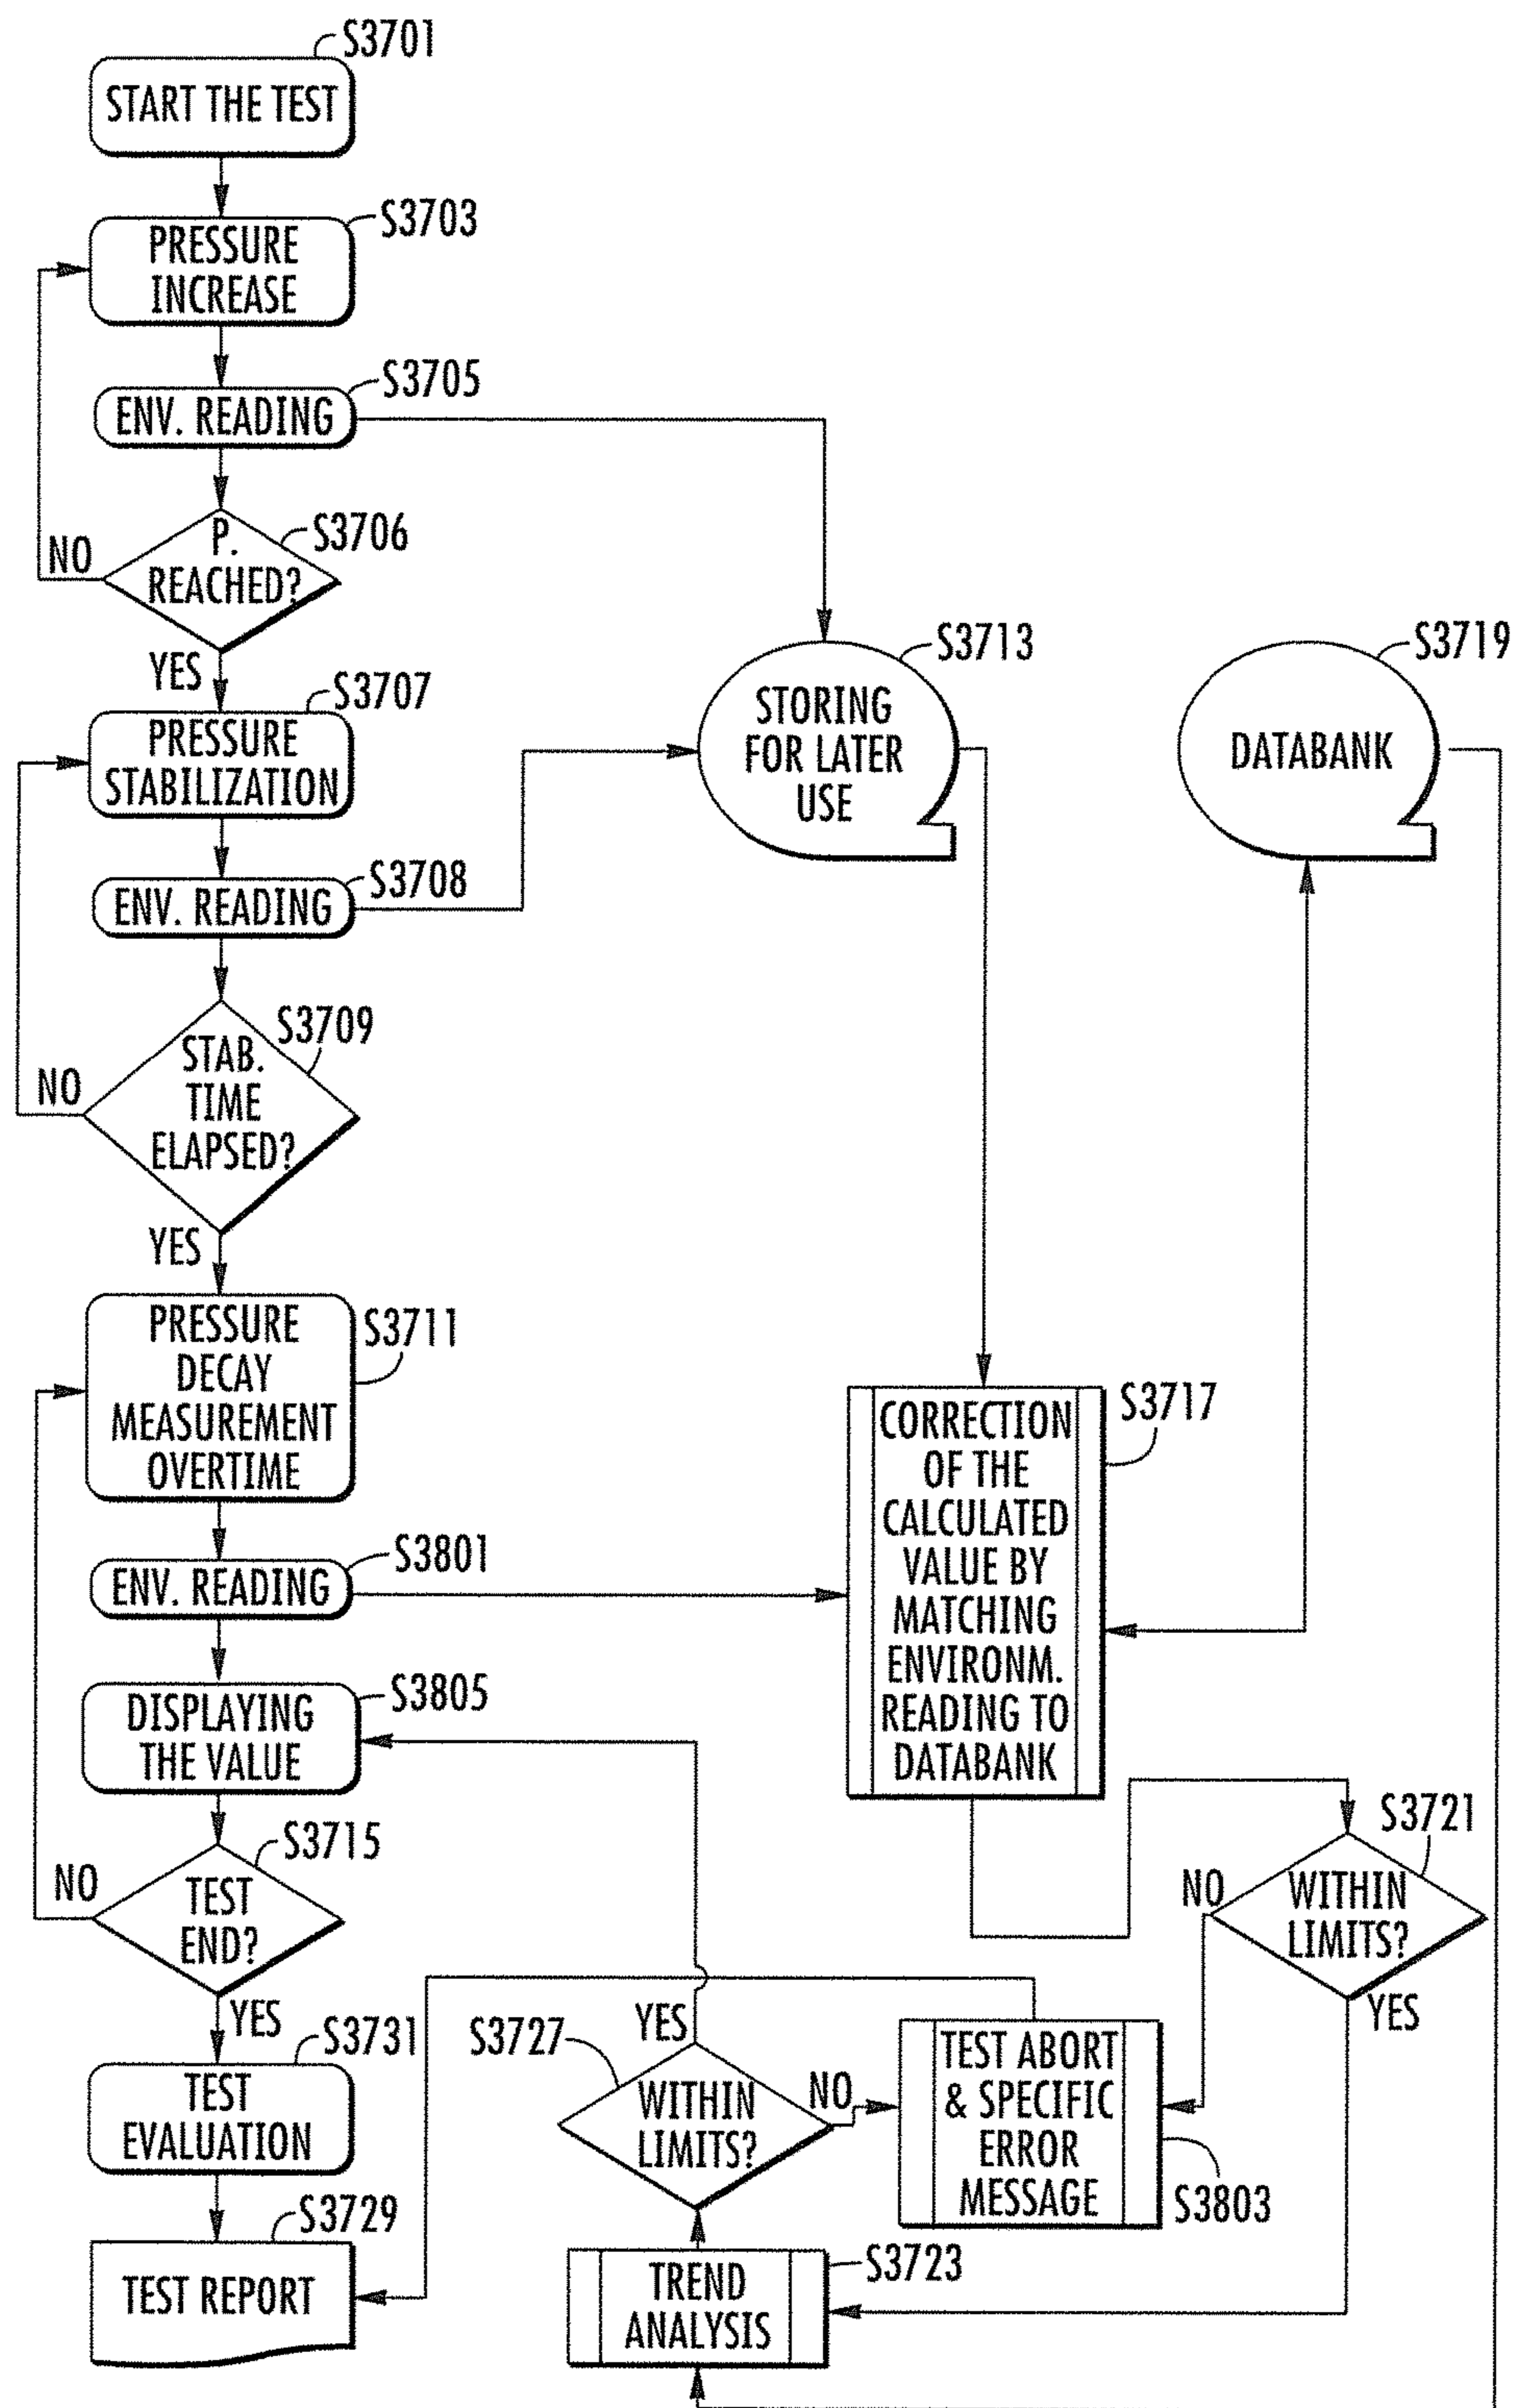 S3701
START THE TEST
S3703
PRESSURE
INCREASE
S3705
ENV. READING
S3706
P.
REACHED?
NO
YES
S3707
PRESSURE
STABILIZATION
S3708
ENV. READING
S3709
STAB.
TIME
ELAPSED?
NO
YES
S3711
PRESSURE
DECAY
MEASUREMENT
OVERTIME
S3801
ENV. READING
S3805
DISPLAYING
THE VALUE
S3715
TEST
END?
NO
YES
S3731
TEST
EVALUATION
S3729
TEST REPORT
S3713
STORING
FOR LATER
USE
S3719
DATABANK
S3717
CORRECTION
OF THE
CALCULATED
VALUE BY
MATCHING
ENVIRONM.
READING TO
DATABANK
S3721
WITHIN
LIMITS?
NO
YES
TEST ABORT
& SPECIFIC
ERROR
MESSAGE
S3803
S3727
WITHIN
LIMITS?
YES
NO
S3723
TREND
ANALYSIS